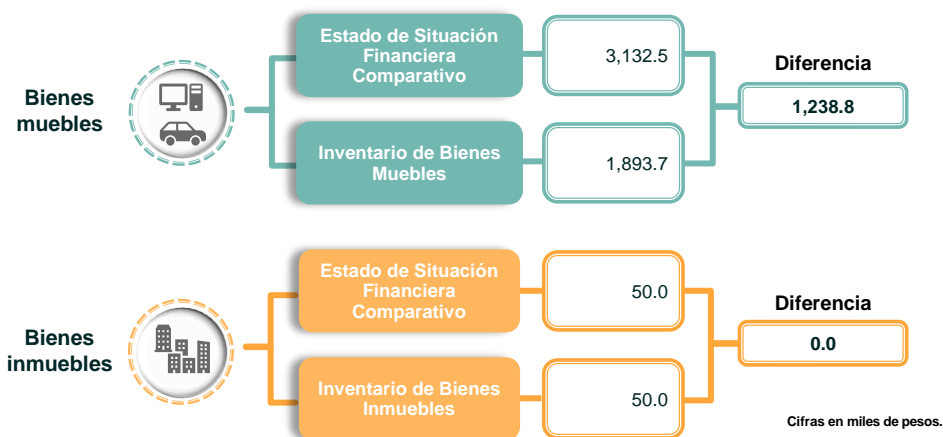 Bienes
muebles
Estado de Situación
Financiera
Comparativo
3,132.5
Inventario de Bienes
Muebles
1,893.7
Diferencia
1,238.8
Bienes
inmuebles
Estado de Situación
Financiera
Comparativo
50.0
Inventario de Bienes
Inmuebles
50.0
Diferencia
0.0
Cifras en miles de pesos.